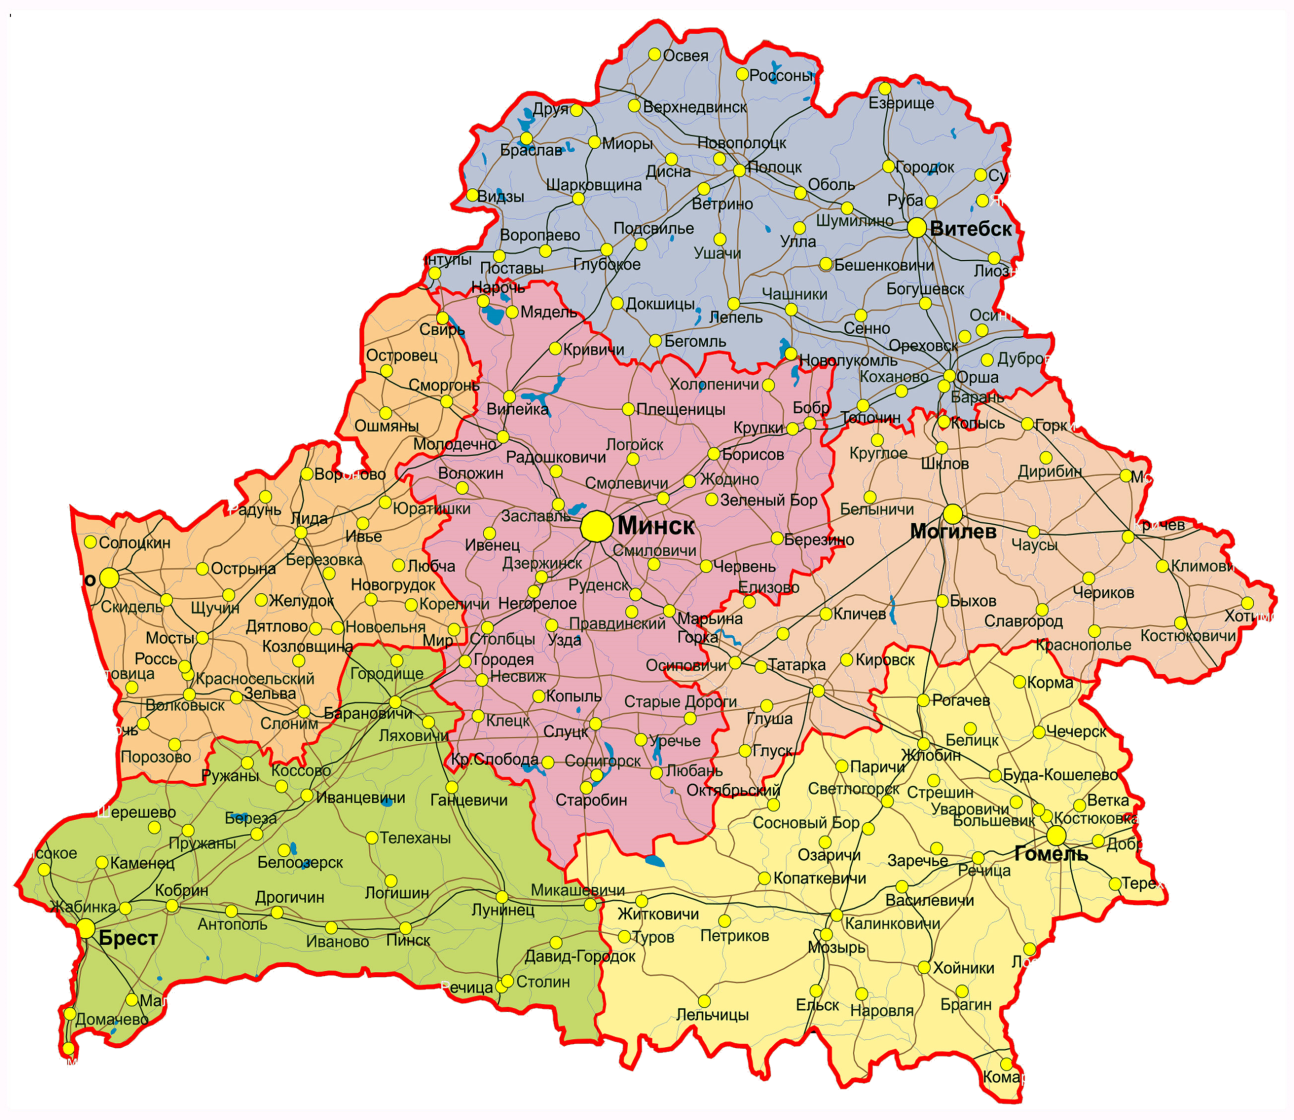 Освея
Россоны
Езерище
Друя
Верхнедвинск
Браслав
Миоры
Новополоцк
Дисна
Полоцк
Городок
Видзы
Шарковщина
Ветрино
Оболь
Руба
Шумилино
Витебск
Воропаево
Подсвилье
Ушачи
Улла
Поставы
Глубокое
Бешенковичи
Нарочь
Мядель
Докшицы
Лепель
Чашники
Богушевск
Свирь
Сенно
Островец
Кривичи
Бегомль
Новолукомль
Ореховск
Сморгонь
Холопеничи
Коханово
Орша
Барань
Вилейка
Плещеницы
Бобр
Толочин
Ошмяны
Крупки
Копысь
Молодечно
Логойск
Борисов
Круглое
Шклов
Дирибин
Радошковичи
Воложин
Смолевичи
Жодино
Зеленый Бор
Белыничи
Юратишки
Заславль
Минск
Могилев
Лида
Ивье
Ивенец
Смиловичи
Березино
Чаусы
Солоцкин
Березовка
Любча
Дзержинск
Червень
Острына
Новогрудок
Руденск
Елизово
Чериков
Скидель
Щучин
Желудок
Кореличи
Негорелое
Кличев
Быхов
Славгород
Мосты
Дятлово
Новоельня
Мир
Столбцы
Узда
Правдинский
Марьина
Горка
Костюковичи
Козловщина
Краснополье
Россь
Красносельский
Городище
Городея
Несвиж
Осиповичи
Татарка
Кировск
Зельва
Волковыск
Слоним
Барановичи
Копыль
Старые Дороги
Рогачев
Корма
Ляховичи
Клецк
Слуцк
Глуша
Порозово
Уречье
Белицк
Чечерск
Ружаны
Коссово
Кр.Слобода
Солигорск
Любань
Глуск
Жлобин
Паричи
Буда-Кошелево
Иванцевичи
Ганцевичи
Старобин
Октябрьский
Светлогорск
Стрешин
Уваровичи
Ветка
Береза
Сосновый Бор
Большевик
Костюковка
Пружаны
Телеханы
Каменец
Белоозерск
Озаричи
Заречье
Гомель
Речица
Кобрин
Дрогичин
Логишин
Микашевичи
Копаткевичи
Василевичи
Жабинка
Антополь
Лунинец
Житковичи
Калинковичи
Брест
Иваново
Пинск
Туров
Петриков
Мозырь
Давид-Городок
Хойники
Столин
Доманево
Лельчицы
Ельск
Наровля
Брагин